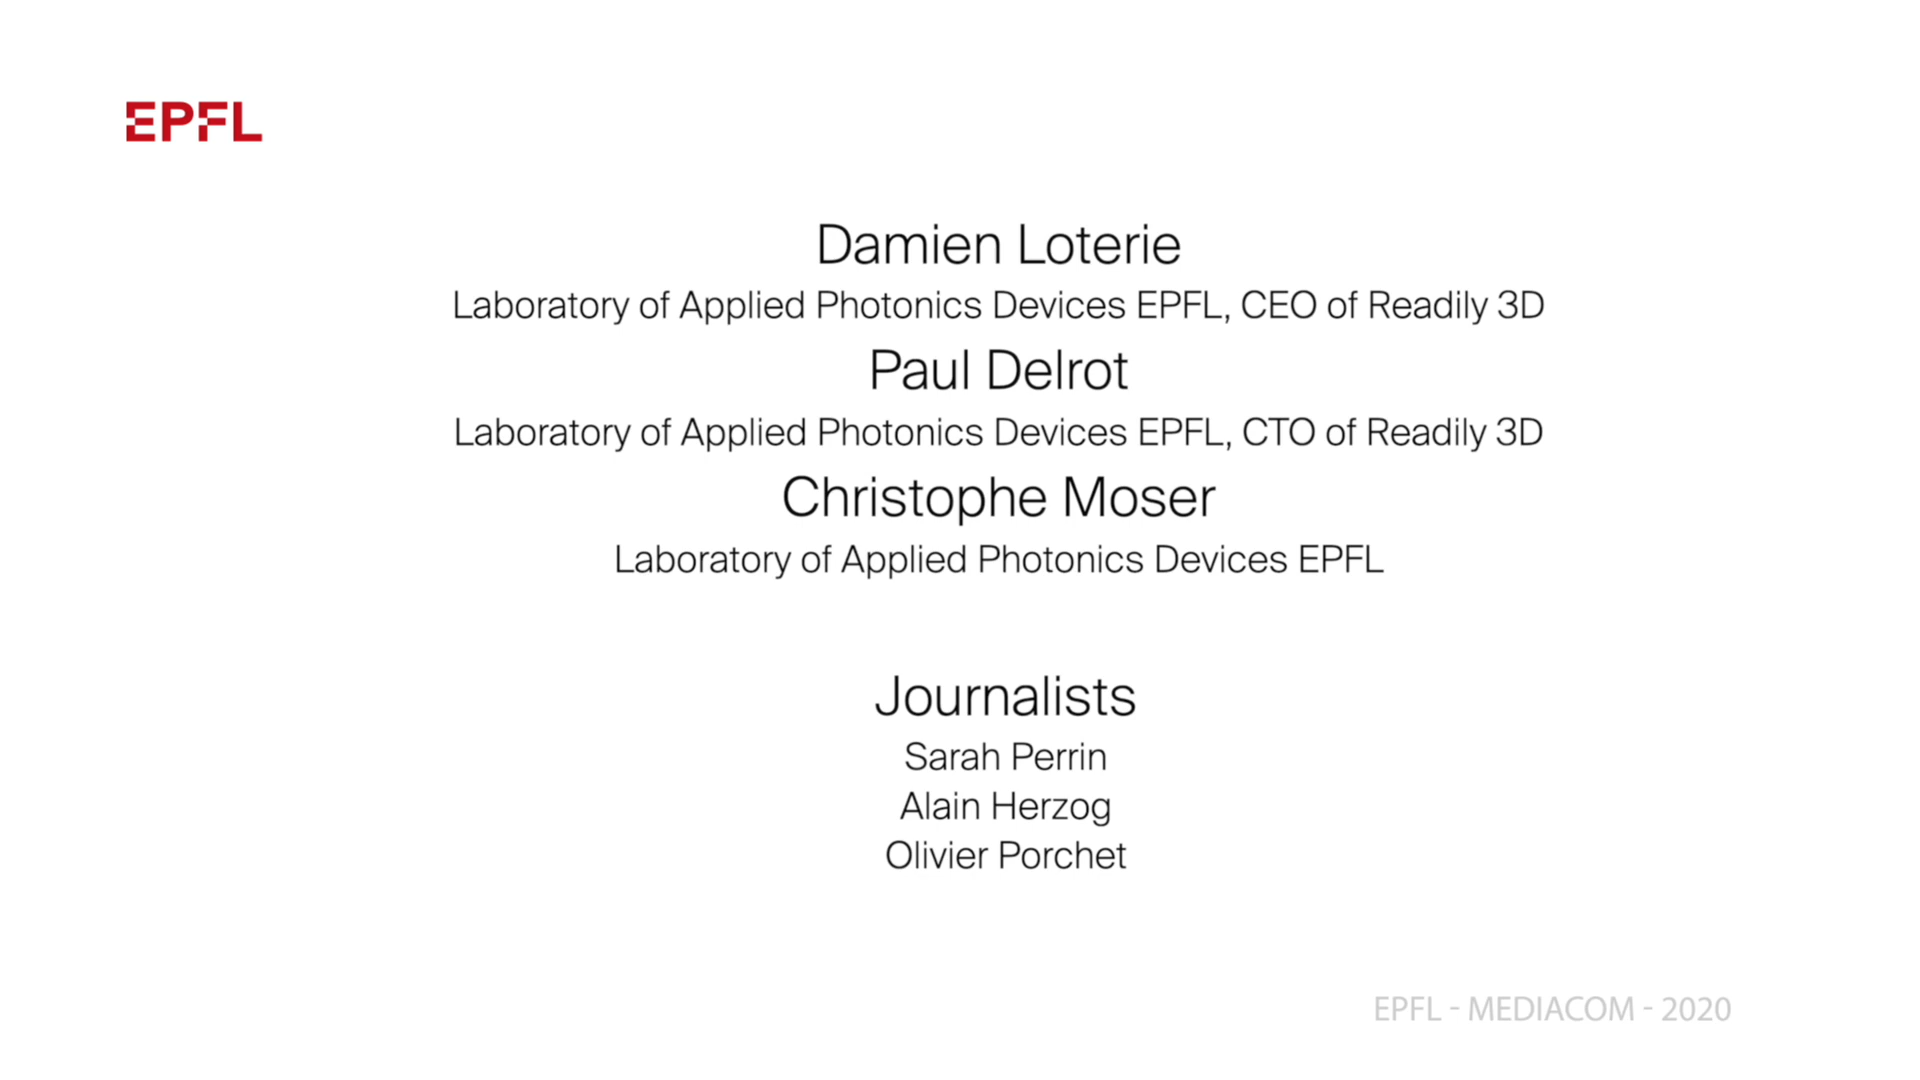 EPFL
Damien Loterie
Laboratory of Applied Photonics Devices EPFL, CEO of Readily 3D
Paul Delrot
Laboratory of Applied Photonics Devices EPFL, CTO of Readily 3D
Christophe Moser
Laboratory of Applied Photonics Devices EPFL
Journalists
Sarah Perrin
Alain Herzog
Olivier Porchet
EPFL - MEDIACOM - 2020